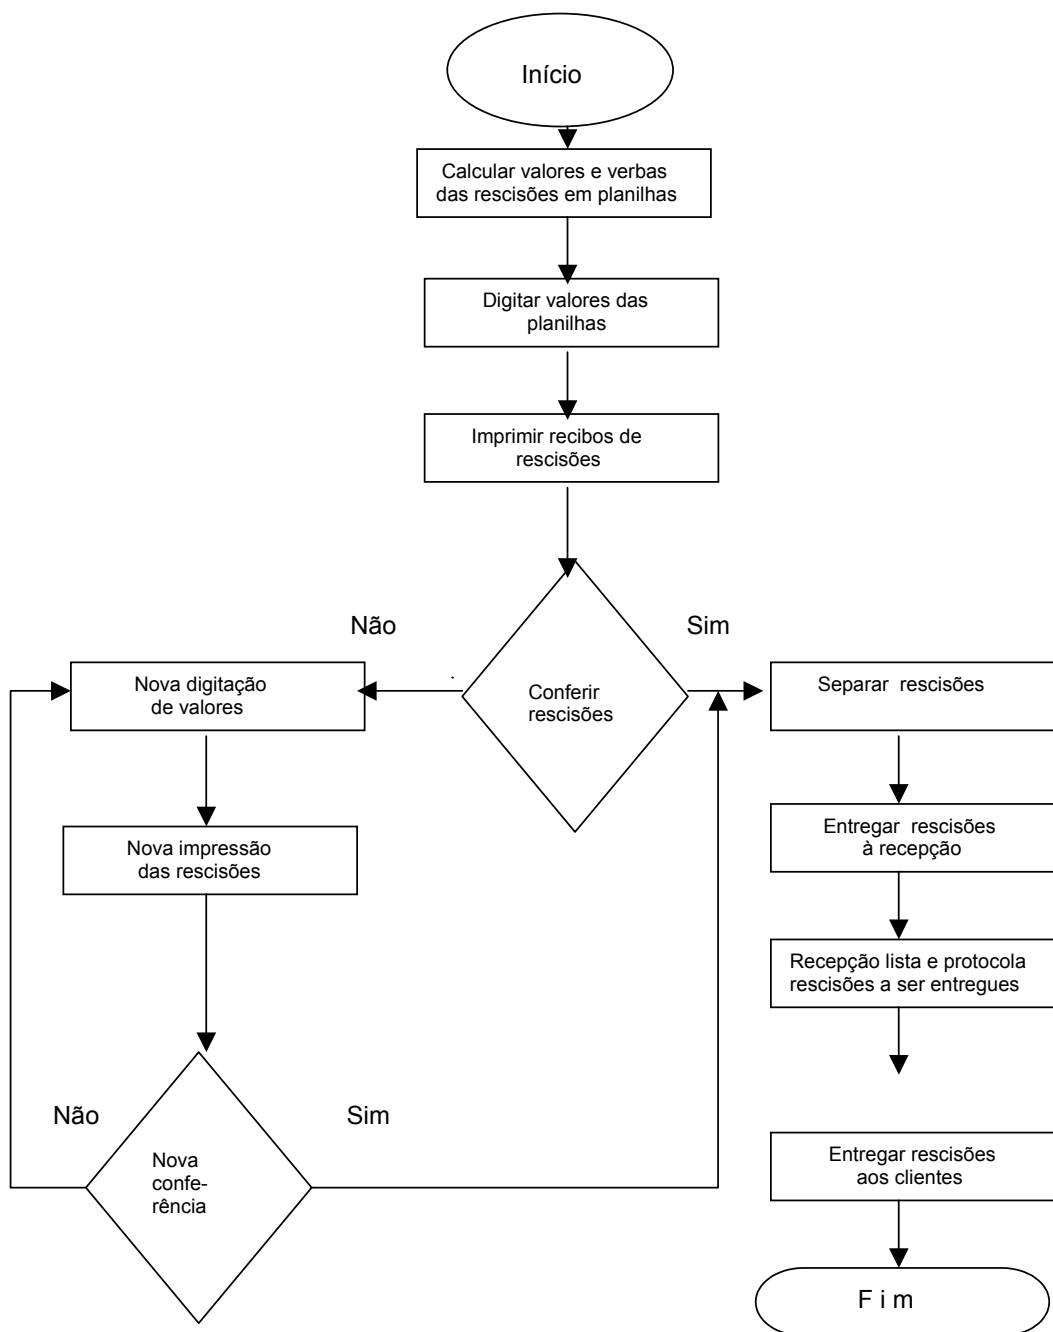 Início
Calcular valores e verbas
das rescisões em planilhas
Digitar valores das
planilhas
Imprimir recibos de
rescisões
Não
Sim
Conferir
rescisões
Nova digitação
de valores
Separar rescisões
Nova impressão
das rescisões
Entregar rescisões
à recepção
Recepção lista e protocola
rescisões a ser entregues
Não
Sim
Nova
confe-
rência
Entregar rescisões
aos clientes
F i m